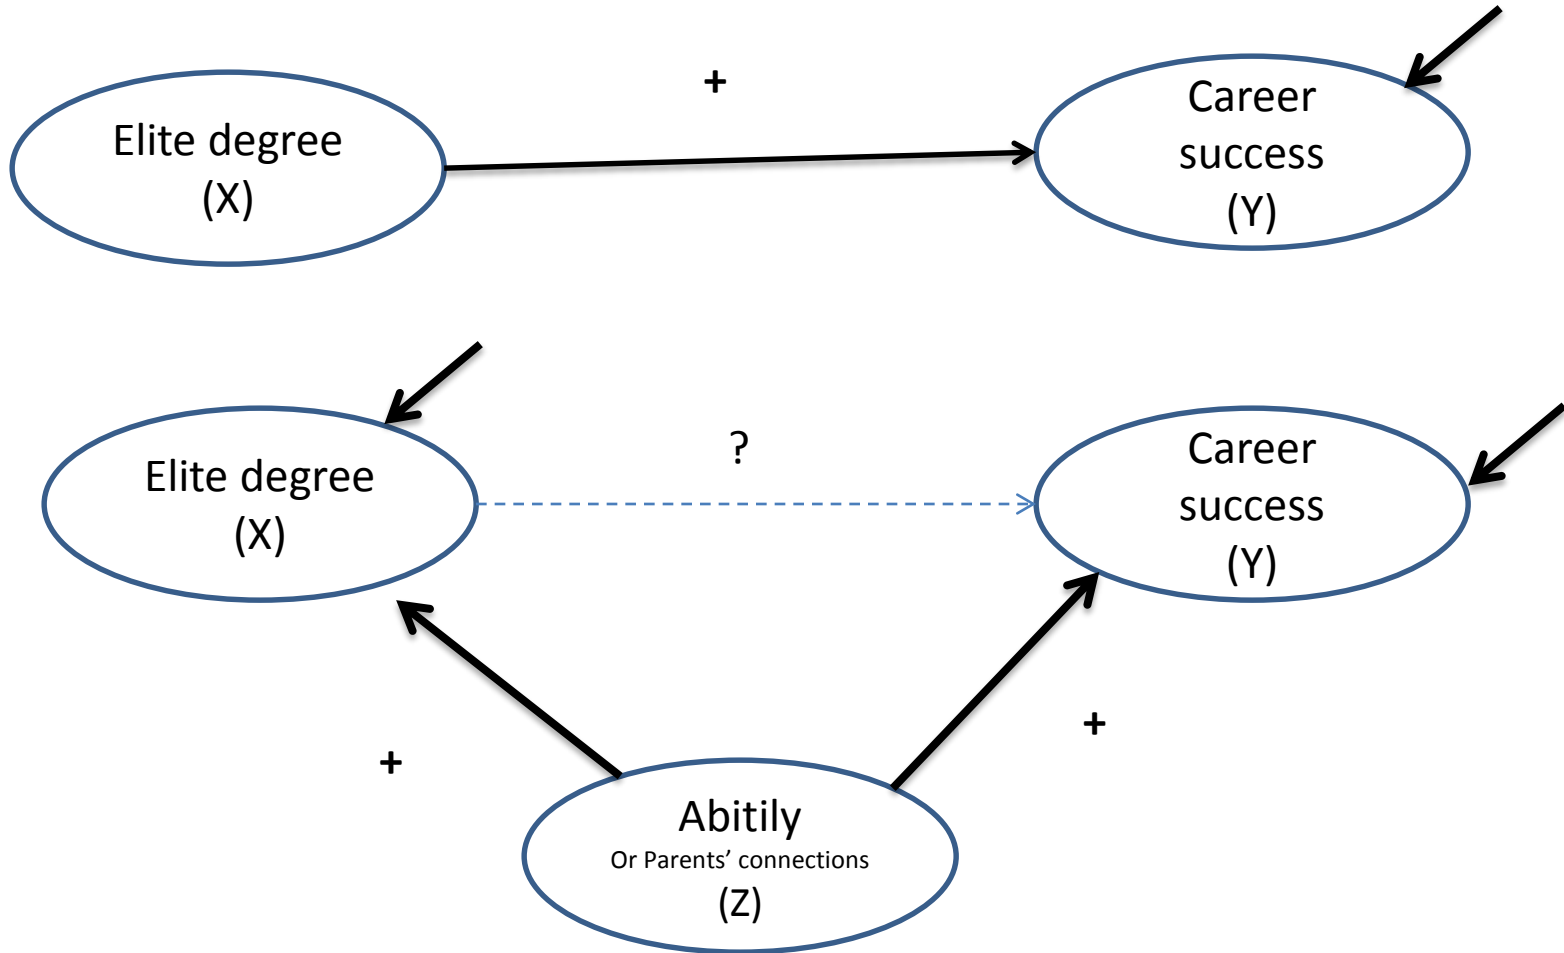 +
Elite degree
(X)
Career
success
(Y)
?
Elite degree
(X)
Career
success
(Y)
+
+
Abitily
Or Parents’ connections
(Z)